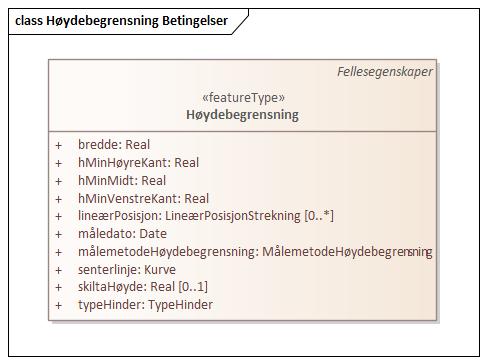 class Høydebegrensning Betingelser
Fellesegenskaper
«featureType»
Høydebegrensning
+ bredde: Real
+ hMinHøyreKant: Real
+ hMinMidt: Real
+ hMinVenstreKant: Real
+ lineærPosisjon: LineærPosisjonStrekning [0..*]
+ måledato: Date
+ målemetodeHøydebegrensning: MålemetodeHøydebegrensning
+ senterlinje: Kurve
+ skiltaHøyde: Real [0..1]
+ typeHinder: TypeHinder